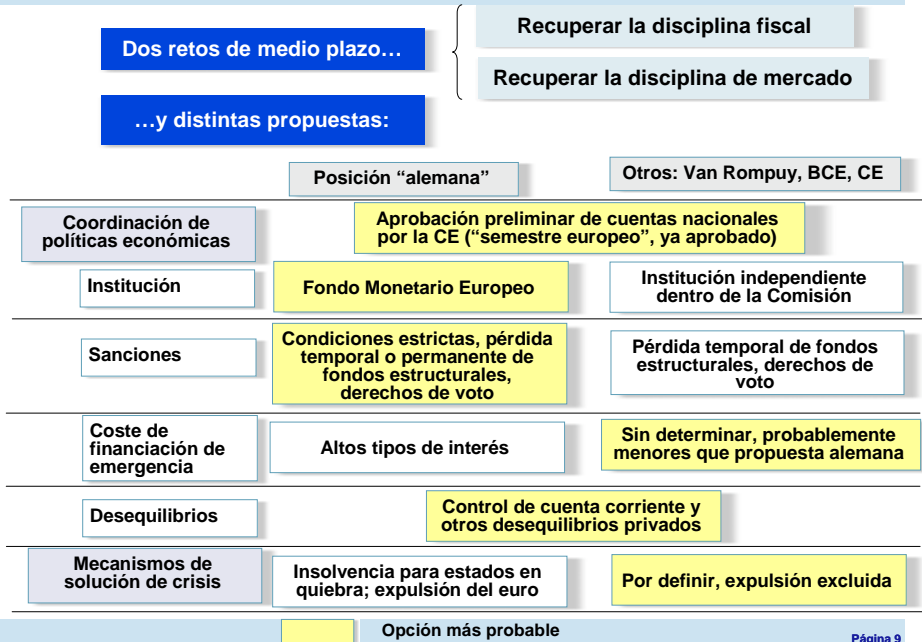 Dos retos de medio plazo…
Recuperar la disciplina fiscal
Recuperar la disciplina de mercado
…y distintas propuestas:
Posición “alemana”
Otros: Van Rompuy, BCE, CE
Coordinación de
políticas económicas
Aprobación preliminar de cuentas nacionales
por la CE (“semestre europeo”, ya aprobado)
Institución
Fondo Monetario Europeo
Institución independiente
dentro de la Comisión
Sanciones
Condiciones estrictas, pérdida
temporal o permanente de
fondos estructurales,
derechos de voto
Pérdida temporal de fondos
estructurales, derechos de
voto
Coste de
financiación de
emergencia
Altos tipos de interés
Sin determinar, probablemente
menores que propuesta alemana
Desequilibrios
Control de cuenta corriente y
otros desequilibrios privados
Mecanismos de
solución de crisis
Insolvencia para estados en
quiebra; expulsión del euro
Por definir, expulsión excluida
Opción más probable
Página 9